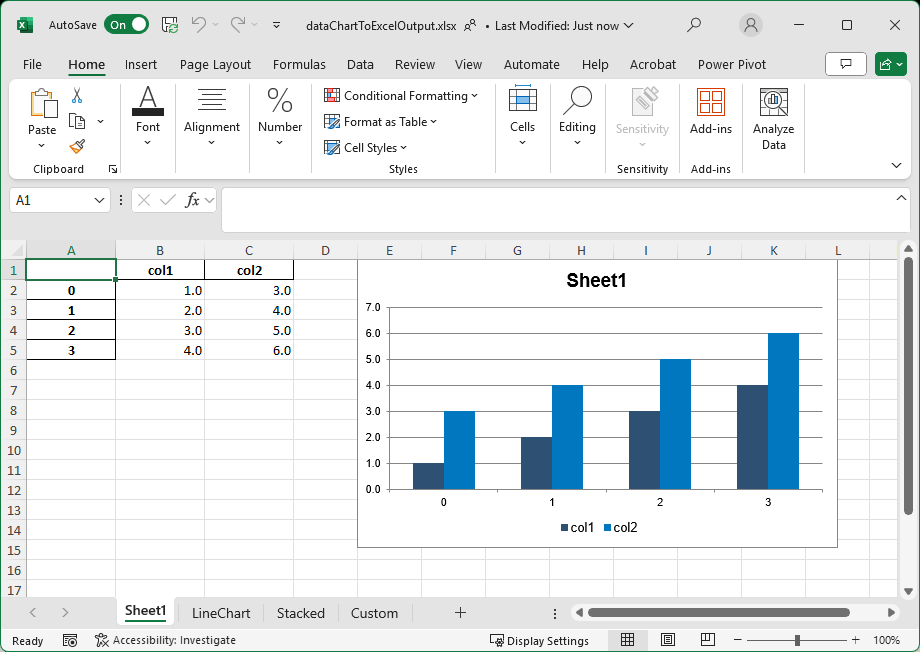 AutoSave On dataChartToExcelOutput.xlsx • Last Modified: Just now
File Home Insert Page Layout Formulas Data Review View Automate Help Acrobat Power Pivot
Paste
Clipboard
Font
Alignment
%
Number
Conditional Formatting
Format as Table
Cell Styles
Styles
Cells
Editing
Sensitivity
Sensitivity
Add-ins
Add-ins
Analyze
Data
A1 fx
A B C D E F G H I J K L
1 col1 col2
2 0 1.0 3.0
3 1 2.0 4.0
4 2 3.0 5.0
5 3 4.0 6.0
6
7
8
9
10
11
12
13
14
15
16
17
Sheet1
7.0
6.0
5.0
4.0
3.0
2.0
1.0
0.0
0 1 2 3
col1 col2
Sheet1 LineChart Stacked Custom
Ready Accessibility: Investigate Display Settings 100%